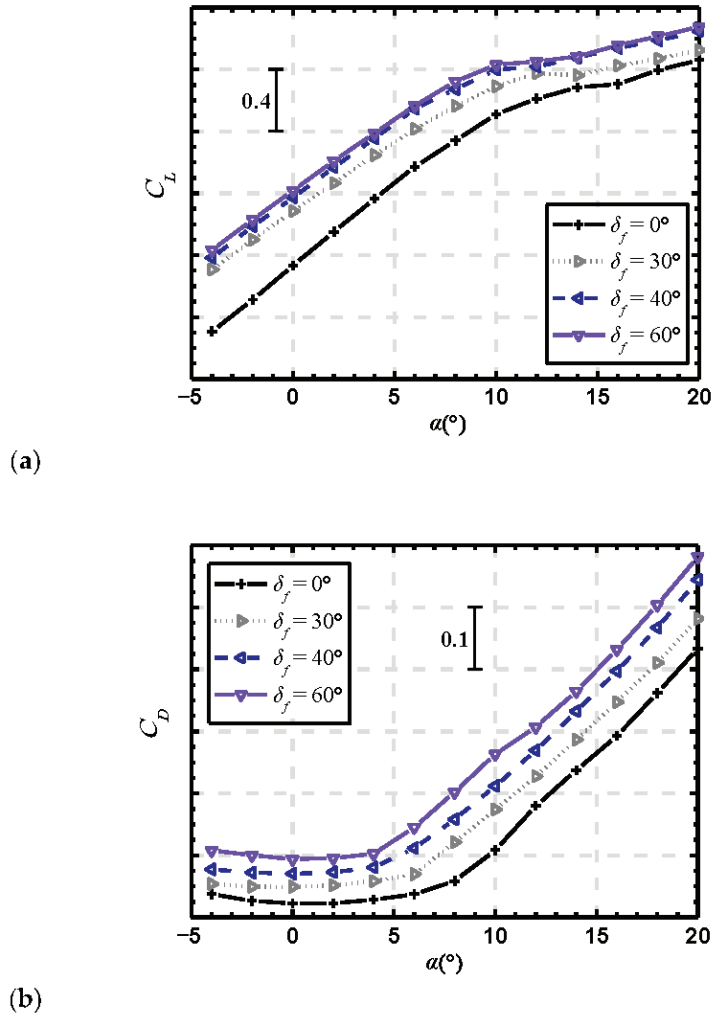 0.4
C_L
δ_f = 0°
δ_f = 30°
δ_f = 40°
δ_f = 60°
−5 0 5 10 15 20
α(°)
(a)
δ_f = 0°
δ_f = 30°
δ_f = 40°
δ_f = 60°
0.1
C_D
−5 0 5 10 15 20
α(°)
(b)